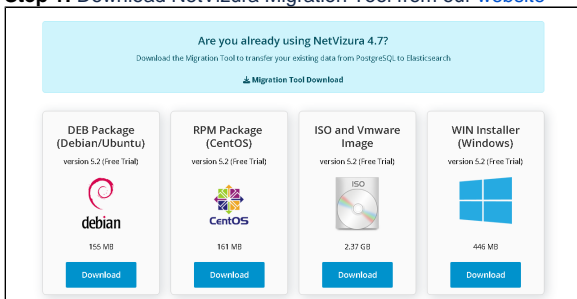 Step 1: Download NetVizura Migration Tool from our website
Are you already using NetVizura 4.7?
Download the Migration Tool to transfer your existing data from PostgreSQL to Elasticsearch
Migration Tool Download
DEB Package
(Debian/Ubuntu)
version 5.2 (Free Trial)
debian
155 MB
Download
RPM Package
(CentOS)
version 5.2 (Free Trial)
CentOS
161 MB
Download
ISO and Vmware
Image
version 5.2 (Free Trial)
ISO
2.37 GB
Download
WIN Installer
(Windows)
version 5.2 (Free Trial)
446 MB
Download